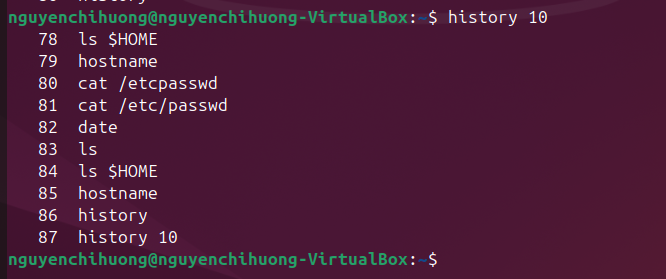 nguyenchihuong@nguyenchihuong-VirtualBox:~$ history 10
78 ls $HOME
79 hostname
80 cat /etcpasswd
81 cat /etc/passwd
82 date
83 ls
84 ls $HOME
85 hostname
86 history
87 history 10
nguyenchihuong@nguyenchihuong-VirtualBox:~$